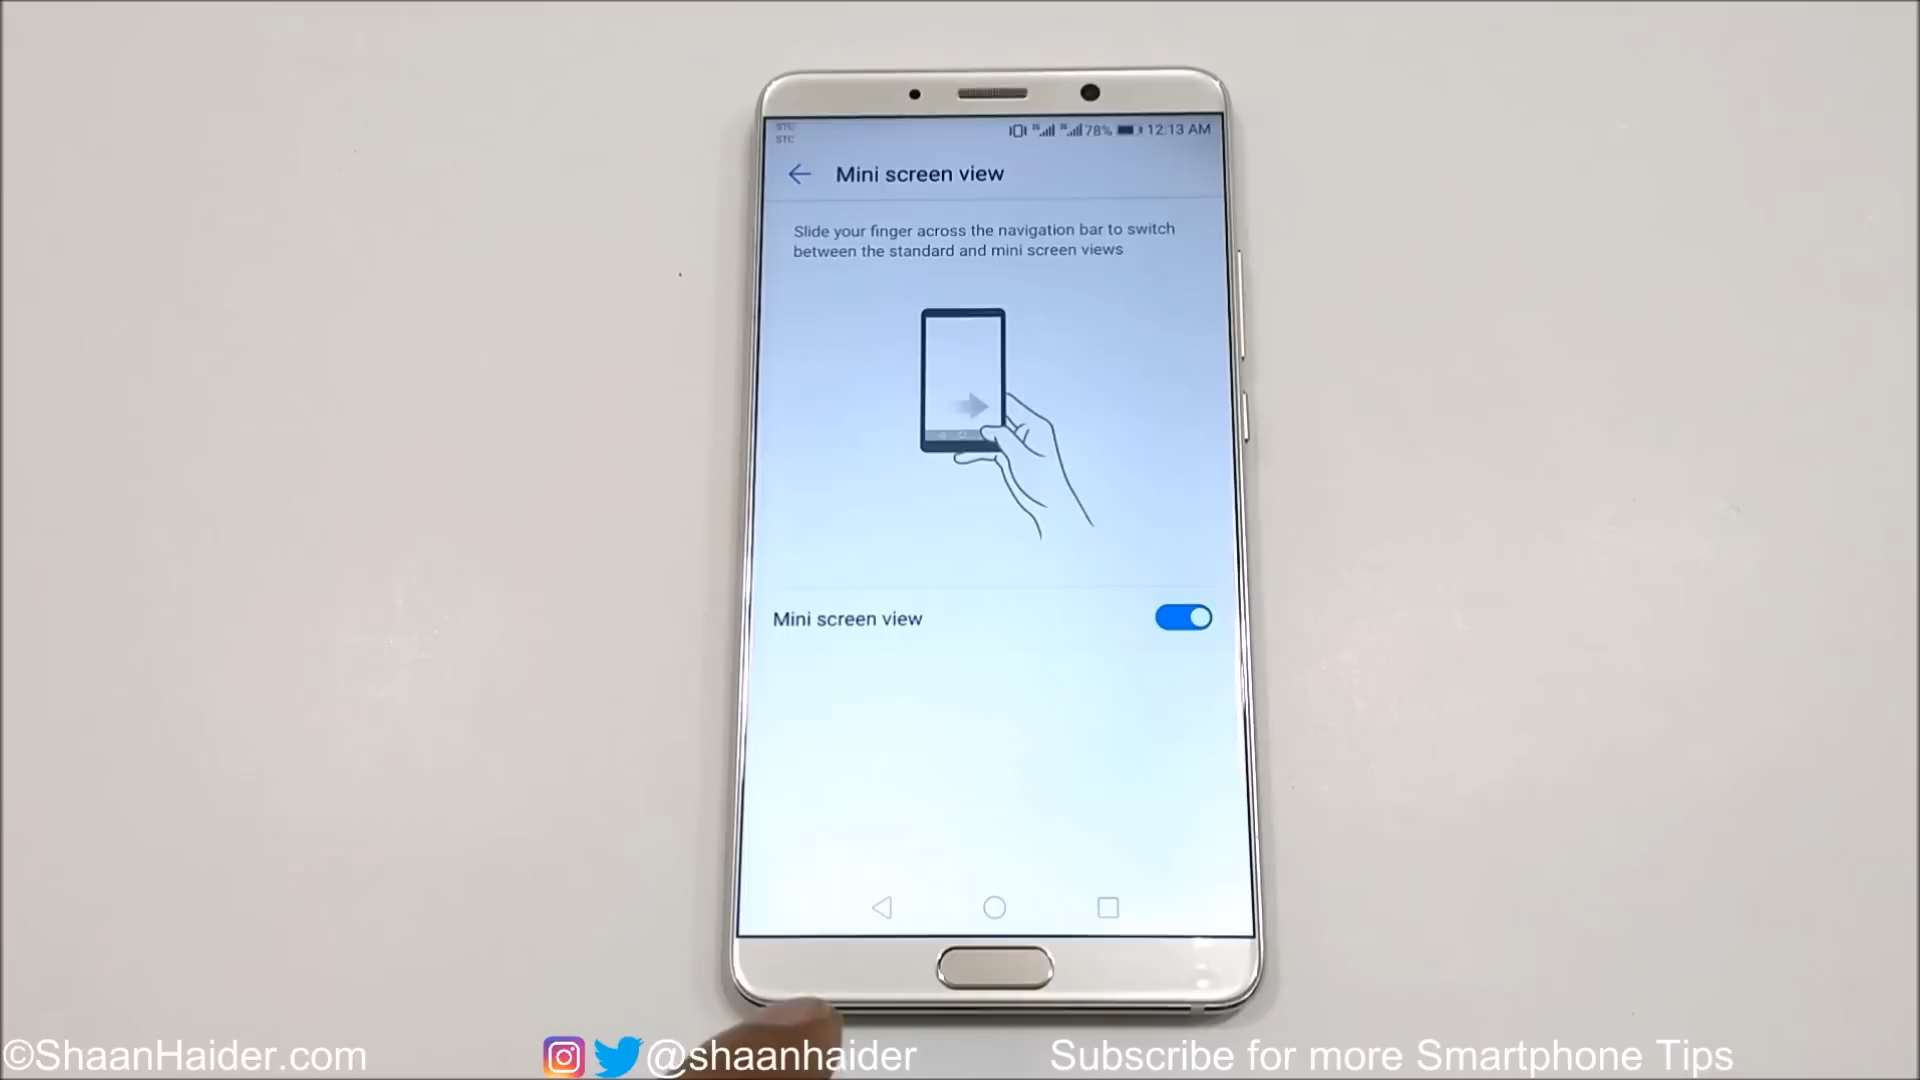 STC
STC
78% 12:13 AM
Mini screen view
Slide your finger across the navigation bar to switch
between the standard and mini screen views
Mini screen view
©ShaanHaider.com
@shaanhaider
Subscribe for more Smartphone Tips